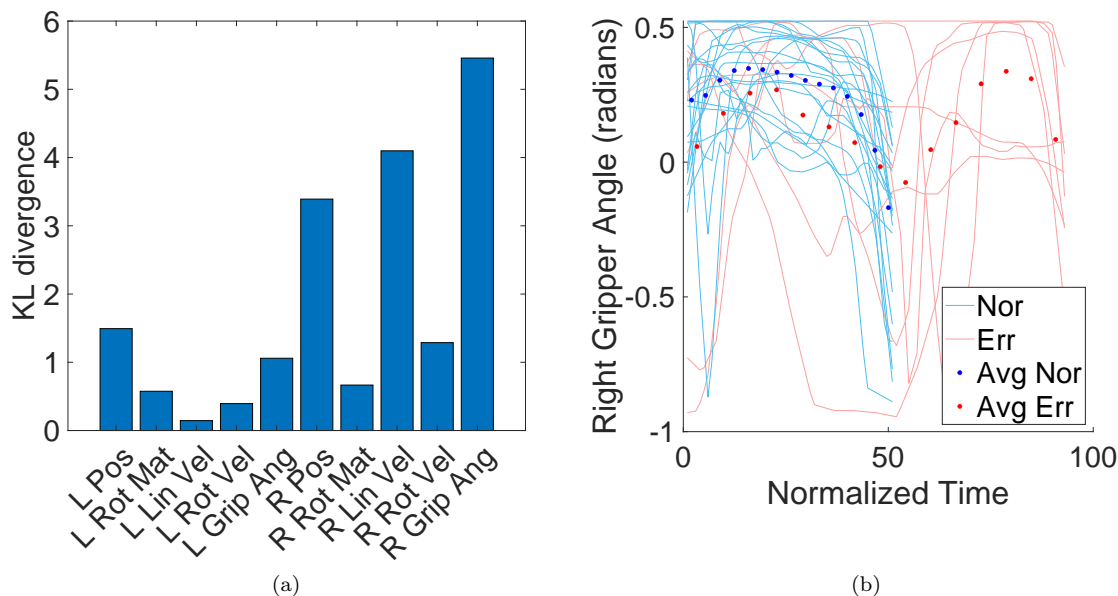 6
5
4
3
2
1
0
KL divergence
L Pos
L Rot Mat
L Lin Vel
L Rot Vel
L Grip Ang
R Pos
R Rot Mat
R Lin Vel
R Rot Vel
R Grip Ang
(a)
0.5
0
-0.5
-1
Right Gripper Angle (radians)
Nor
Err
Avg Nor
Avg Err
0 50 100
Normalized Time
(b)